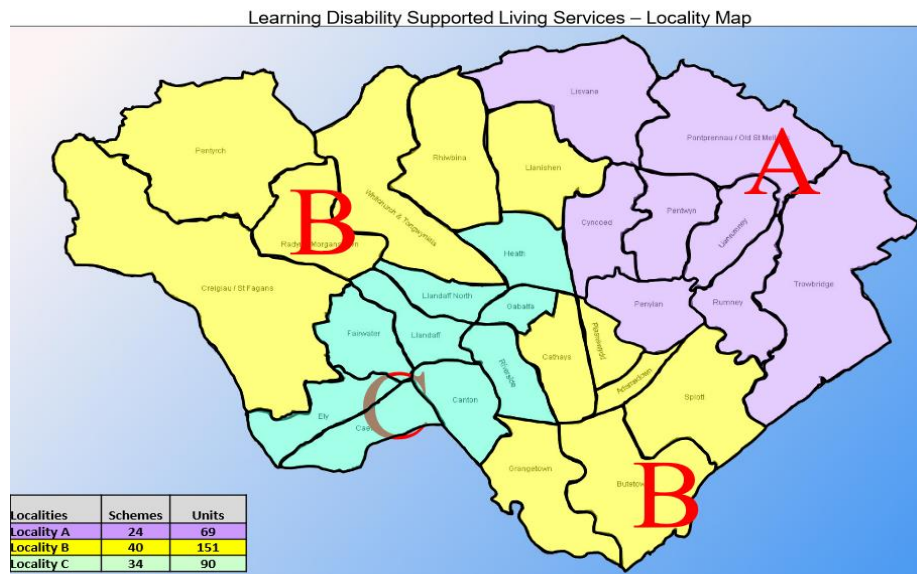 Learning Disability Supported Living Services – Locality Map
Lisvane
Pontprennau / Old St Mellons
A
Pentyrch
Rhiwbina
Llanishen
B
Whitchurch & Tongwynlais
Cyncoed
Pentwyn
Llanrumney
Radyr / Morganstown
Heath
Trowbridge
Creigiau / St Fagans
Llandaff North
Gabalfa
Penylan
Rumney
Fairwater
Llandaff
Plasnewydd
Cathays
Riverside
Adamsdown
Splott
Canton
C
Ely
Grangetown
Butetown
B
Localities Schemes Units
Locality A 24 69
Locality B 40 151
Locality C 34 90